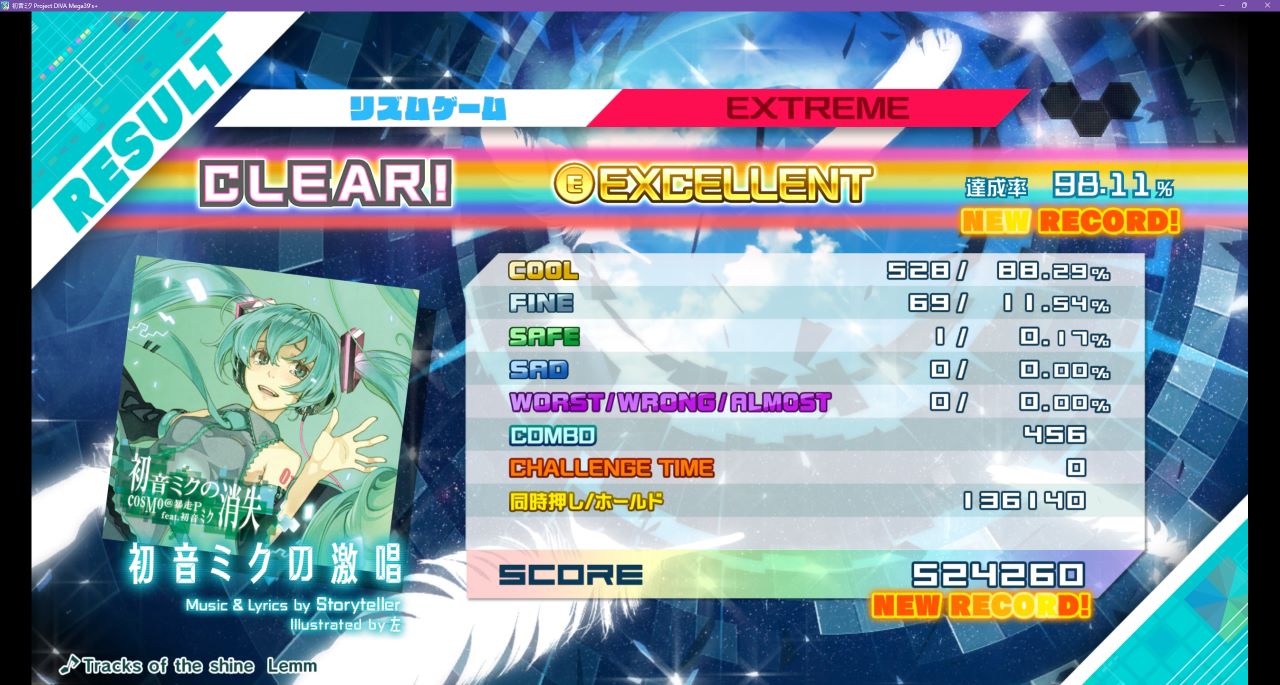 初音ミク Project DIVA Mega39's+
RESULT
リズムゲーム EXTREME
CLEAR! E EXCELLENT 達成率 98.11%
NEW RECORD!
COOL 528/ 88.29%
FINE 69/ 11.54%
SAFE 1/ 0.17%
SAD 0/ 0.00%
WORST/WRONG/ALMOST 0/ 0.00%
COMBO 456
CHALLENGE TIME 0
同時押し/ホールド 136140
SCORE 524260
NEW RECORD!
初音ミクの消失
cosMo@暴走P
feat.初音ミク
初音ミクの激唱
Music & Lyrics by Storyteller
Illustrated by 左
Tracks of the shine Lemm